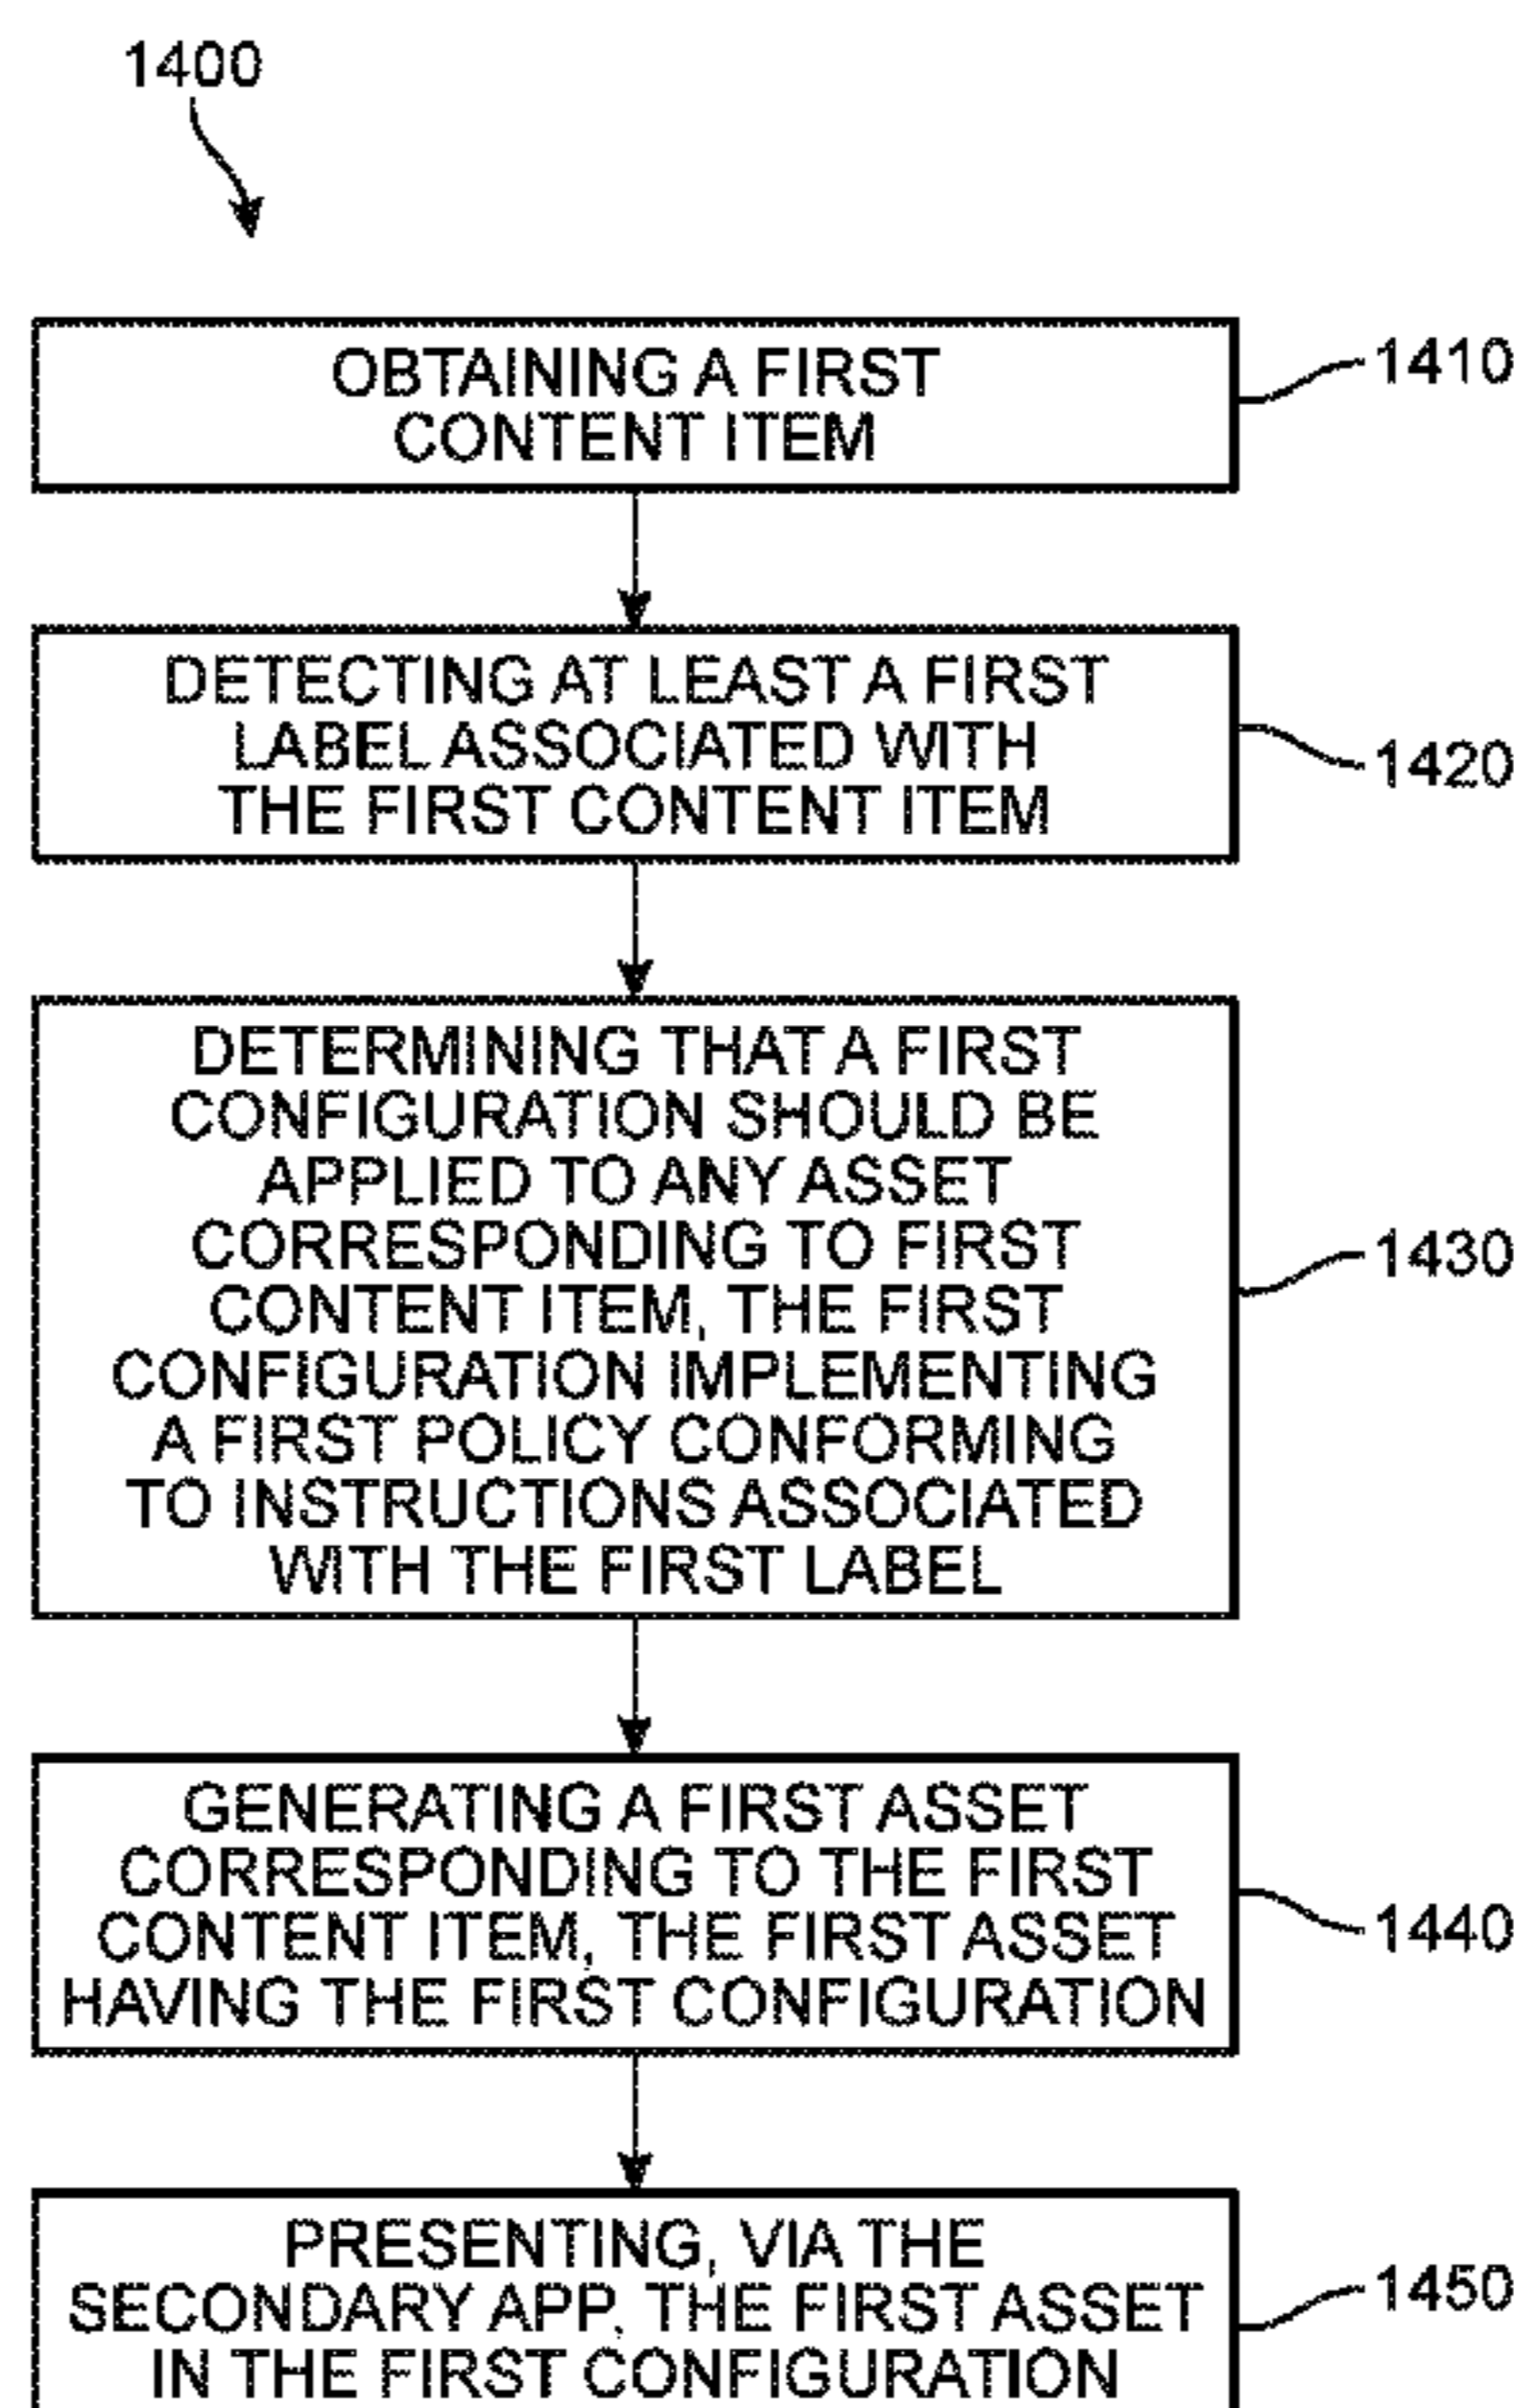 1400
OBTAINING A FIRST
CONTENT ITEM
1410
DETECTING AT LEAST A FIRST
LABEL ASSOCIATED WITH
THE FIRST CONTENT ITEM
1420
DETERMINING THAT A FIRST
CONFIGURATION SHOULD BE
APPLIED TO ANY ASSET
CORRESPONDING TO FIRST
CONTENT ITEM, THE FIRST
CONFIGURATION IMPLEMENTING
A FIRST POLICY CONFORMING
TO INSTRUCTIONS ASSOCIATED
WITH THE FIRST LABEL
1430
GENERATING A FIRST ASSET
CORRESPONDING TO THE FIRST
CONTENT ITEM, THE FIRST ASSET
HAVING THE FIRST CONFIGURATION
1440
PRESENTING, VIA THE
SECONDARY APP, THE FIRST ASSET
IN THE FIRST CONFIGURATION
1450